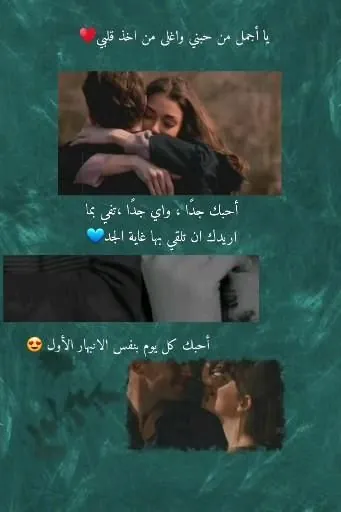 يا أجمل من حبني واغلى من اخذ قلبي❤️
أحبك جدًا ، واي جدًا ،تفي بما
اريدك ان تلقي بها غاية الجد💙
أحبك كل يوم بنفس الانبهار الأول 😍